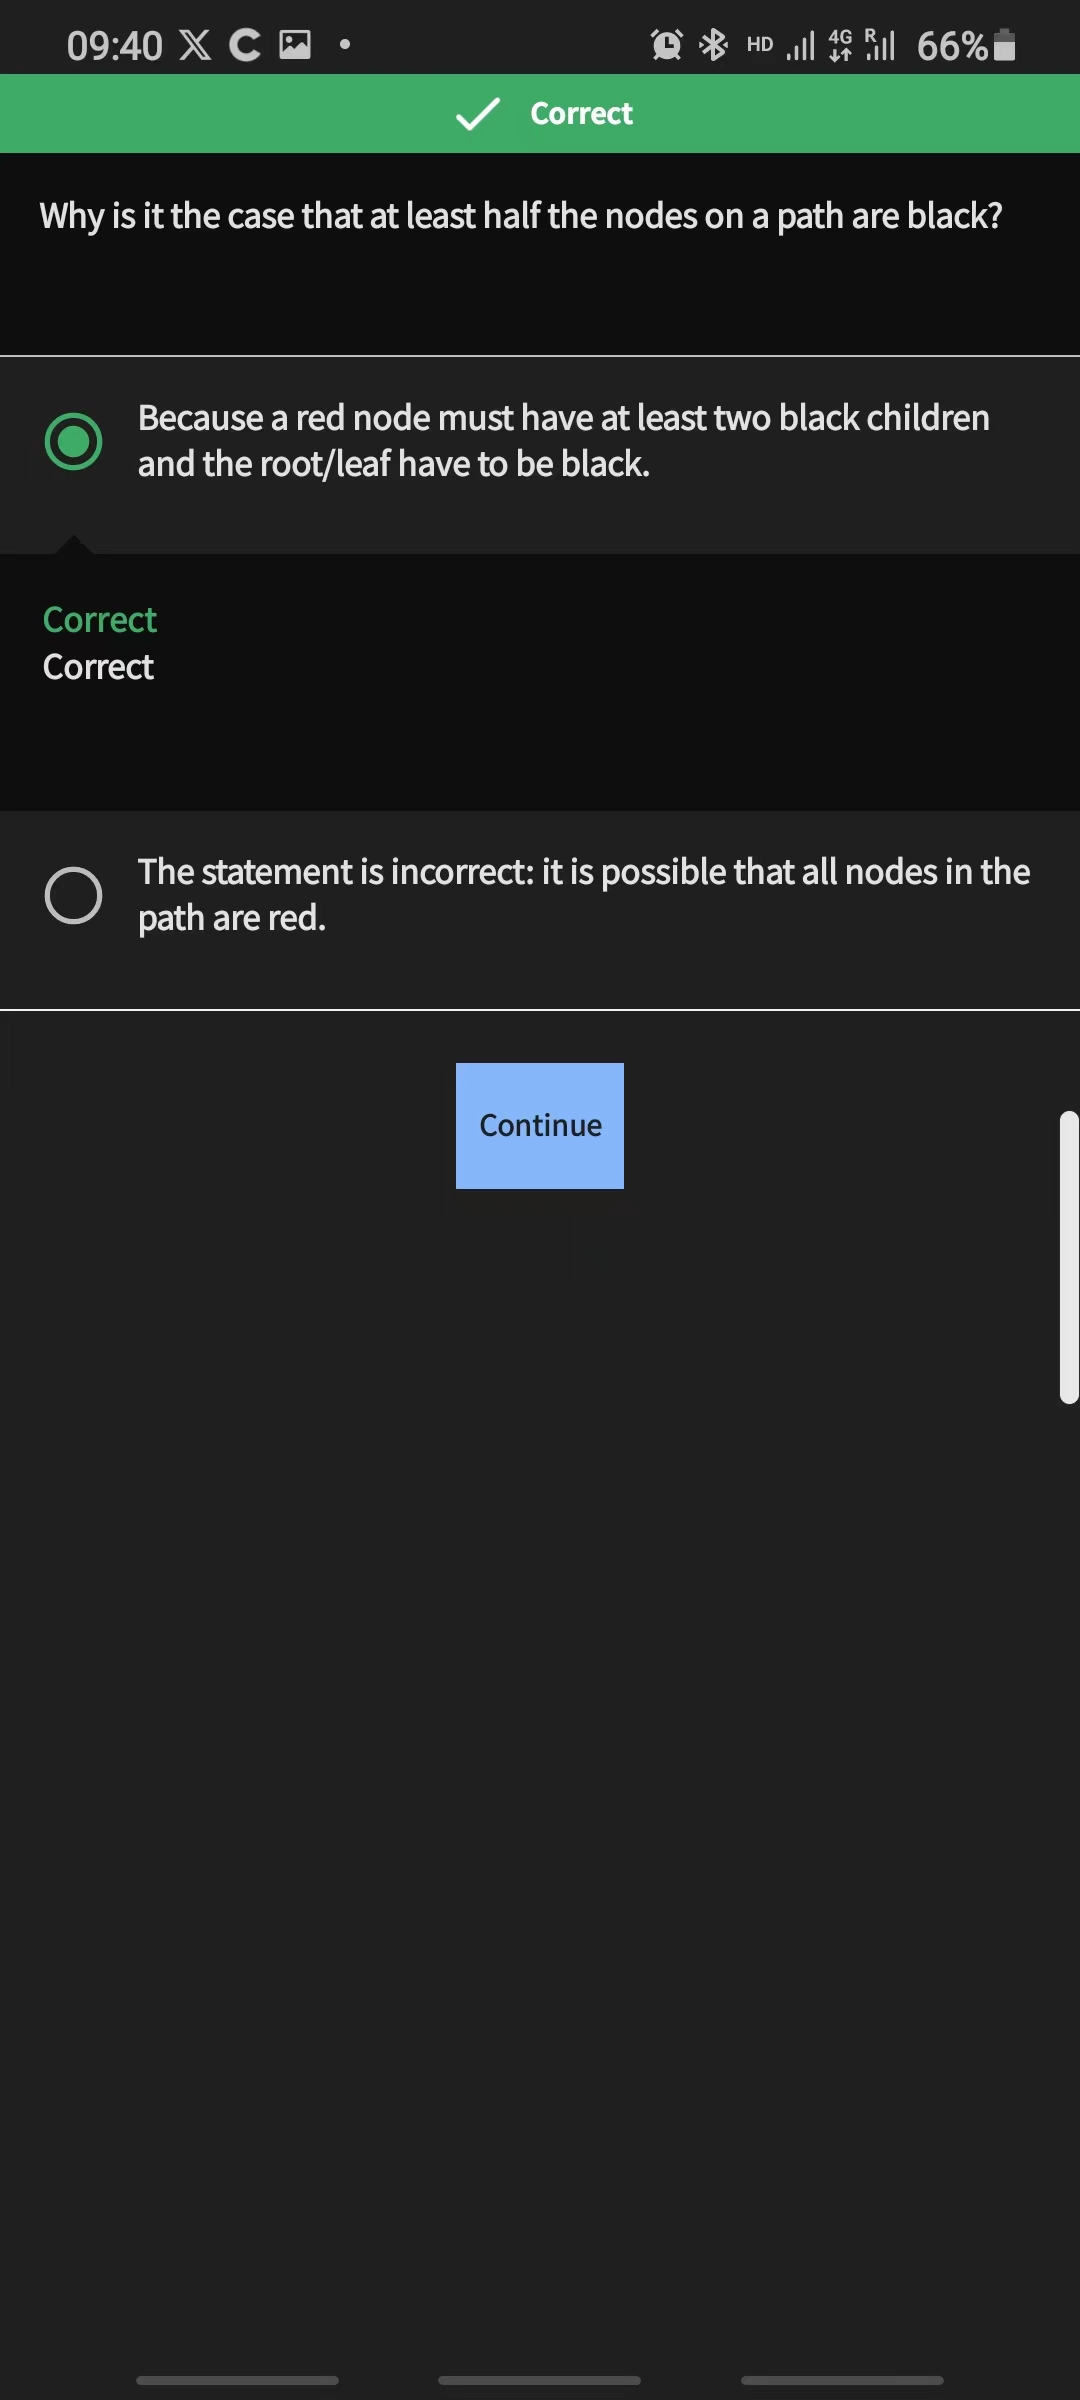 09:40
HD 4G R 66%
Correct
Why is it the case that at least half the nodes on a path are black?
Because a red node must have at least two black children
and the root/leaf have to be black.
Correct
Correct
The statement is incorrect: it is possible that all nodes in the
path are red.
Continue